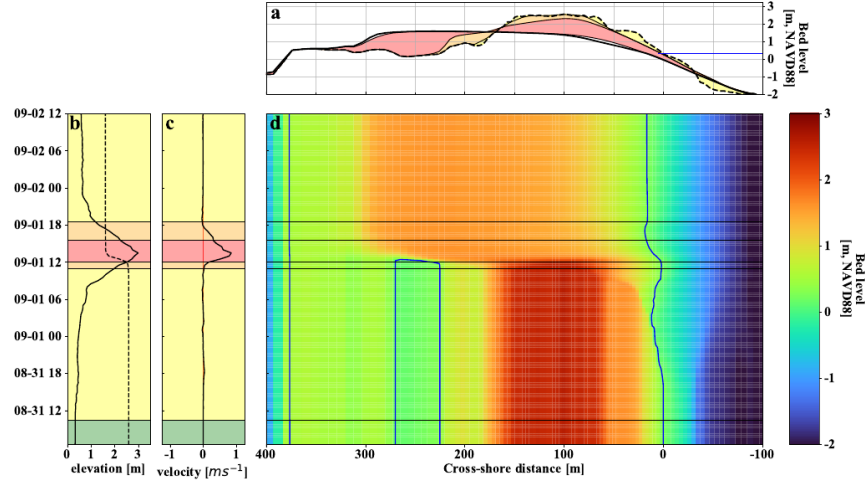 a
3
2
1
0
-1
-2
Bed level
[m, NAVD88]
b
c
d
09-02 12
09-02 06
09-02 00
09-01 18
09-01 12
09-01 06
09-01 00
08-31 18
08-31 12
0 1 2 3
elevation [m]
0 1
velocity [ms⁻¹]
400 300 200 100 0 -100
Cross-shore distance [m]
3
2
1
0
-1
-2
Bed level
[m, NAVD88]